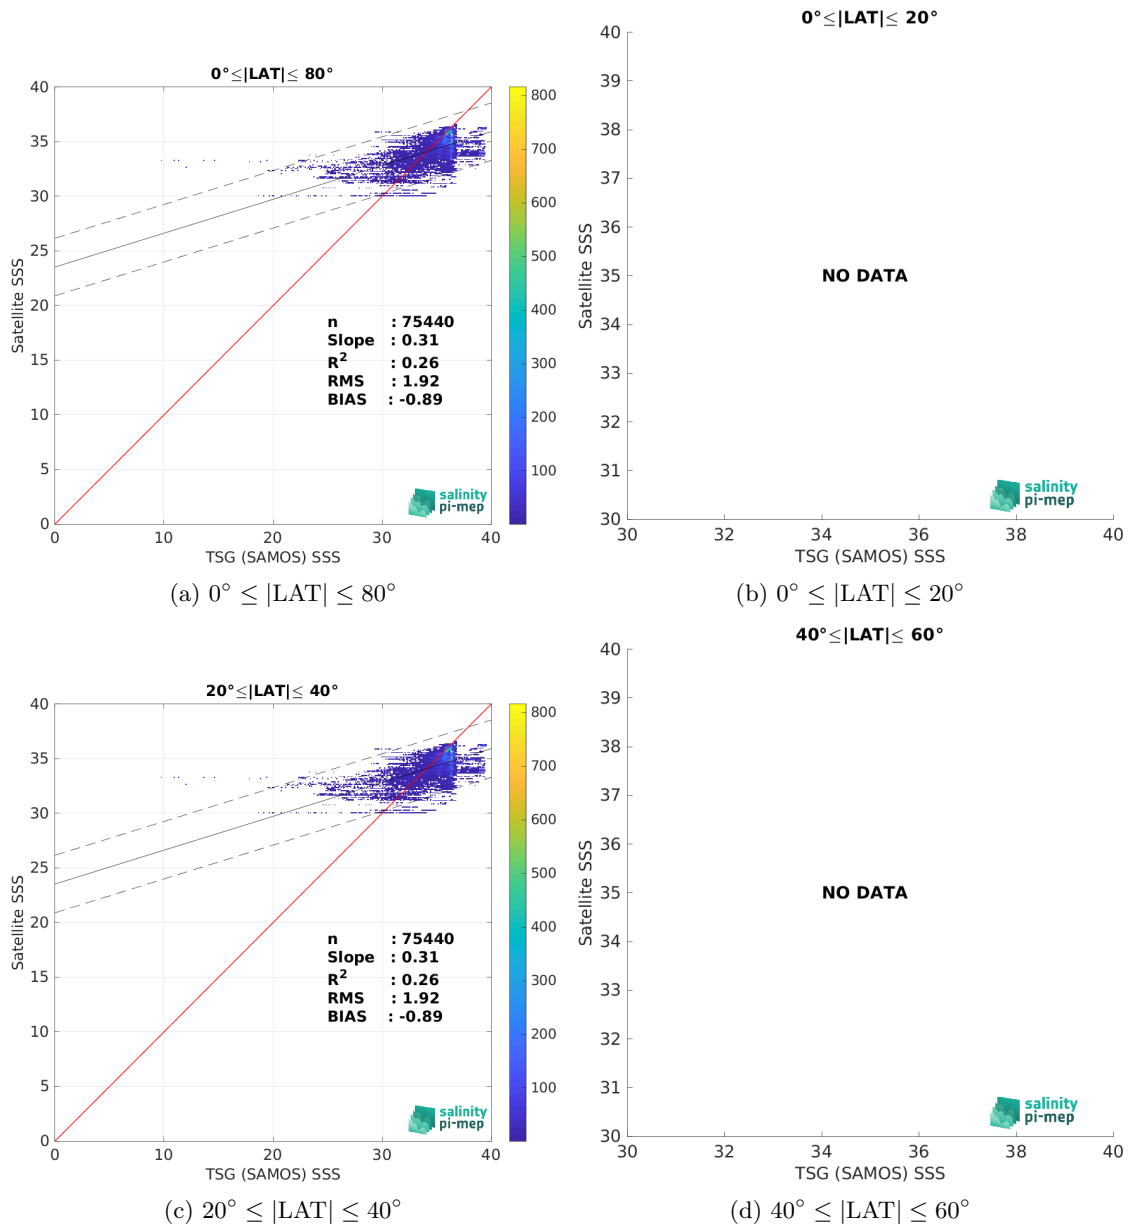 0°≤|LAT|≤ 80°
40
35
30
25
20
15
10
5
0
Satellite SSS
n : 75440
Slope : 0.31
R² : 0.26
RMS : 1.92
BIAS : -0.89
salinity
pi-mep
0 10 20 30 40
TSG (SAMOS) SSS
800
700
600
500
400
300
200
100
(a) 0° ≤ |LAT| ≤ 80°
0°≤|LAT|≤ 20°
40
39
38
37
36
35
34
33
32
31
30
Satellite SSS
NO DATA
salinity
pi-mep
30 32 34 36 38 40
TSG (SAMOS) SSS
(b) 0° ≤ |LAT| ≤ 20°
20°≤|LAT|≤ 40°
40
35
30
25
20
15
10
5
0
Satellite SSS
n : 75440
Slope : 0.31
R² : 0.26
RMS : 1.92
BIAS : -0.89
salinity
pi-mep
0 10 20 30 40
TSG (SAMOS) SSS
800
700
600
500
400
300
200
100
(c) 20° ≤ |LAT| ≤ 40°
40°≤|LAT|≤ 60°
40
39
38
37
36
35
34
33
32
31
30
Satellite SSS
NO DATA
salinity
pi-mep
30 32 34 36 38 40
TSG (SAMOS) SSS
(d) 40° ≤ |LAT| ≤ 60°